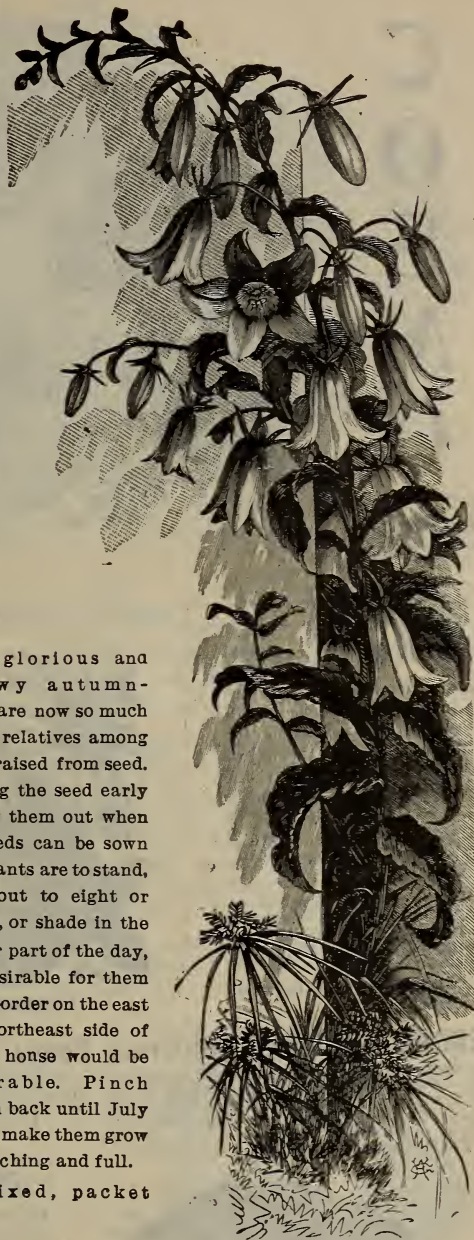 glorious and
wy autumn-
are now so much
relatives among
raised from seed.
g the seed early
them out when
eds can be sown
ants are to stand,
out to eight or
, or shade in the
r part of the day,
sirable for them
order on the east
ortheast side of
house would be
rable. Pinch
back until July
make them grow
ching and full.
ixed, packet